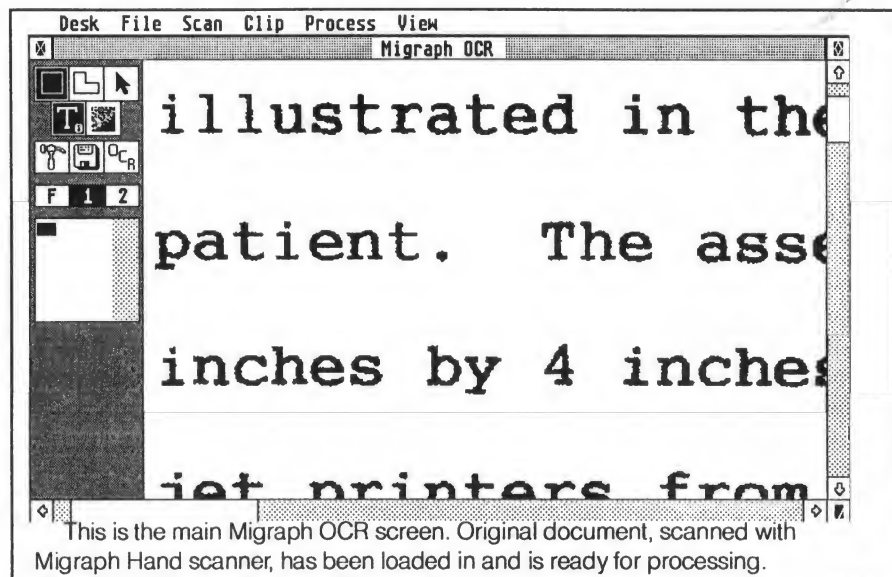 Desk File Scan Clip Process View
Migraph OCR
T
OCR
F 1 2
illustrated in the
patient. The asse
inches by 4 inches
jet printers from
This is the main Migraph OCR screen. Original document, scanned with
Migraph Hand scanner, has been loaded in and is ready for processing.